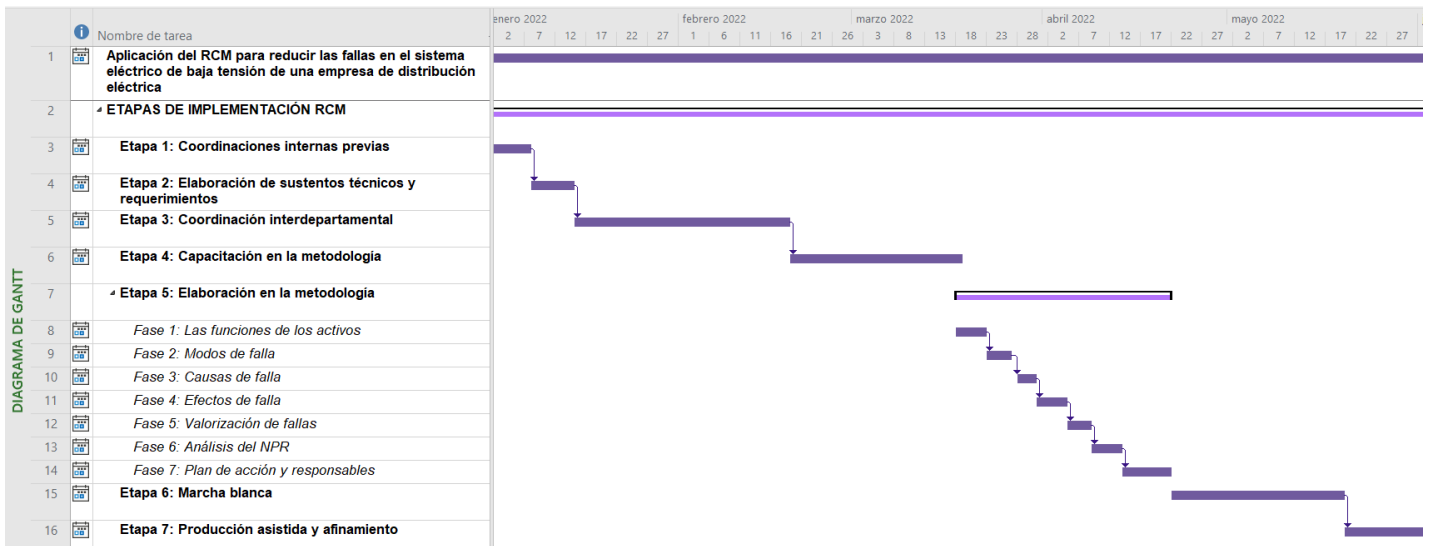 enero 2022 febrero 2022 marzo 2022 abril 2022 mayo 2022
Nombre de tarea 2 7 12 17 22 27 1 6 11 16 21 26 3 8 13 18 23 28 2 7 12 17 22 27 2 7 12 17 22 27
DIAGRAMA DE GANTT
1 Aplicación del RCM para reducir las fallas en el sistema
eléctrico de baja tensión de una empresa de distribución
eléctrica
2 ETAPAS DE IMPLEMENTACIÓN RCM
3 Etapa 1: Coordinaciones internas previas
4 Etapa 2: Elaboración de sustentos técnicos y
requerimientos
5 Etapa 3: Coordinación interdepartamental
6 Etapa 4: Capacitación en la metodología
7 Etapa 5: Elaboración en la metodología
8 Fase 1: Las funciones de los activos
9 Fase 2: Modos de falla
10 Fase 3: Causas de falla
11 Fase 4: Efectos de falla
12 Fase 5: Valorización de fallas
13 Fase 6: Análisis del NPR
14 Fase 7: Plan de acción y responsables
15 Etapa 6: Marcha blanca
16 Etapa 7: Producción asistida y afinamiento